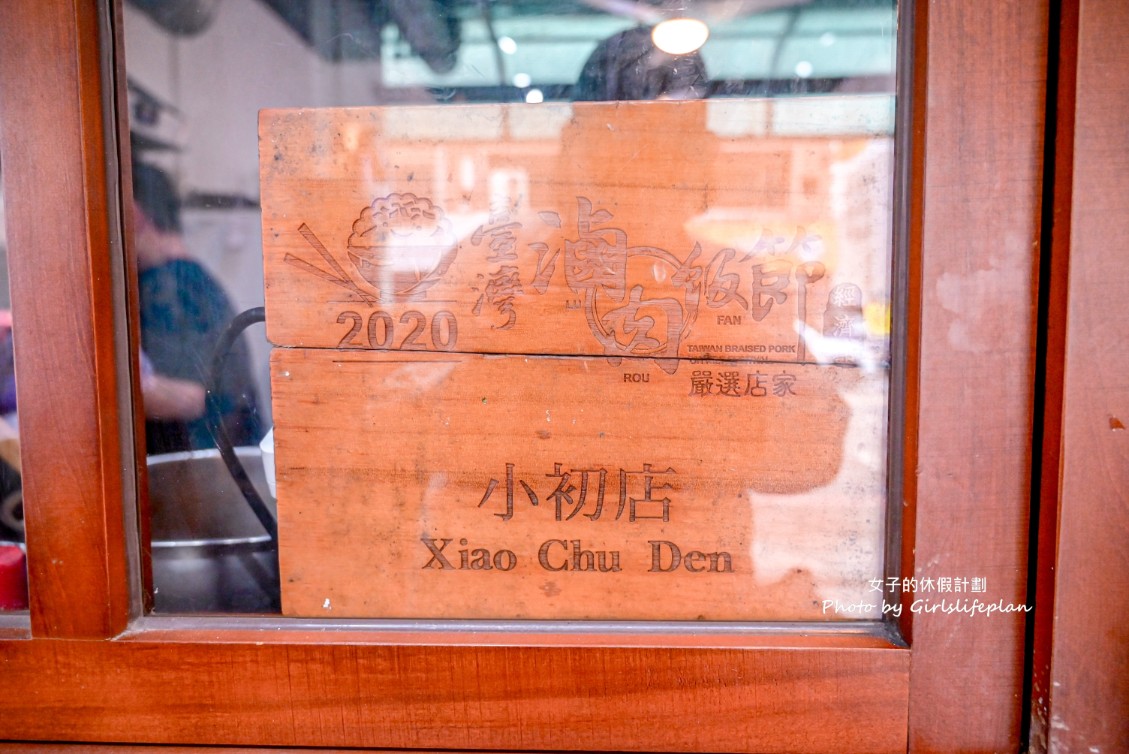 2020
臺灣滷肉飯節
FAN
TAIWAN BRAISED PORK
ROU
嚴選店家
小初店
Xiao Chu Den
女子的休假計劃
Photo by Girlslifeplan